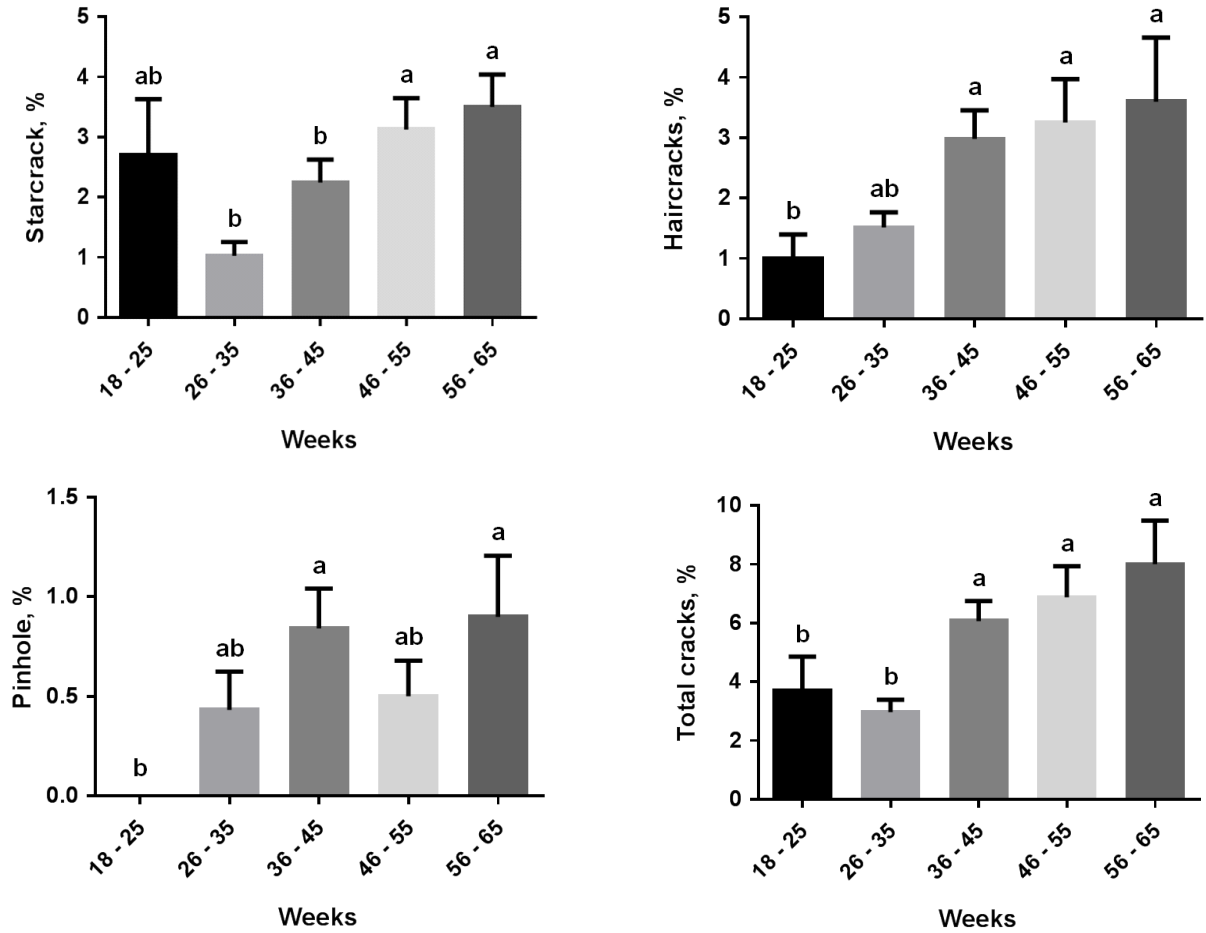 Starcrack, %
5
4
3
2
1
0
ab
b
b
a
a
18 - 25
26 - 35
36 - 45
46 - 55
56 - 65
Weeks
Haircracks, %
5
4
3
2
1
0
b
ab
a
a
a
18 - 25
26 - 35
36 - 45
46 - 55
56 - 65
Weeks
Pinhole, %
1.5
1.0
0.5
0.0
b
ab
a
ab
a
18 - 25
26 - 35
36 - 45
46 - 55
56 - 65
Weeks
Total cracks, %
10
8
6
4
2
0
b
b
a
a
a
18 - 25
26 - 35
36 - 45
46 - 55
56 - 65
Weeks